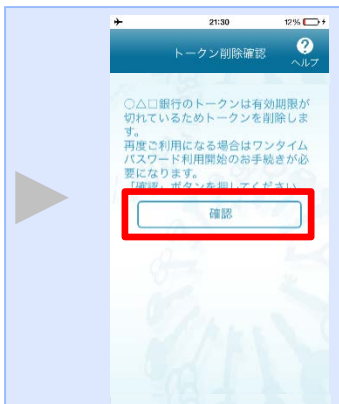 21:30 12%
トークン削除確認
?
ヘルプ
○△□銀行のトークンは有効期限が
切れているためトークンを削除しま
す。
再度ご利用になる場合はワンタイム
パスワード利用開始のお手続きが必
要になります。
「確認」ボタンを押してください
確認